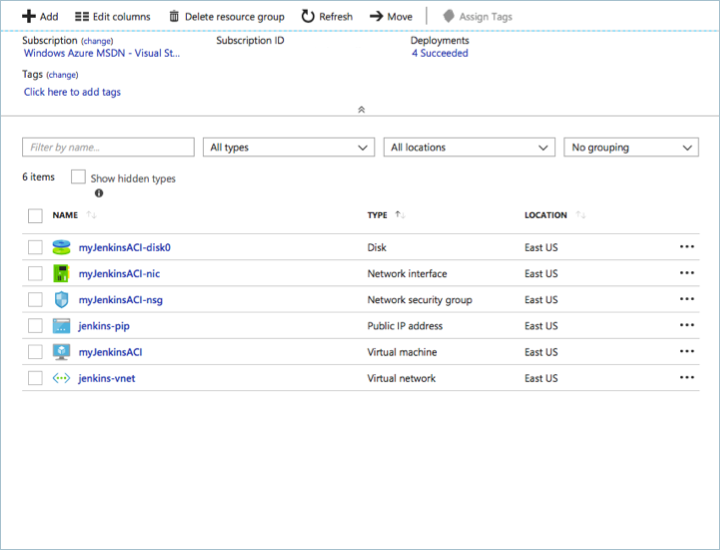 Add Edit columns Delete resource group Refresh Move Assign Tags
Subscription (change) Subscription ID Deployments
Windows Azure MSDN - Visual St... 4 Succeeded
Tags (change)
Click here to add tags
Filter by name... All types All locations No grouping
6 items Show hidden types
NAME TYPE LOCATION
myJenkinsACI-disk0 Disk East US
myJenkinsACI-nic Network interface East US
myJenkinsACI-nsg Network security group East US
jenkins-pip Public IP address East US
myJenkinsACI Virtual machine East US
jenkins-vnet Virtual network East US